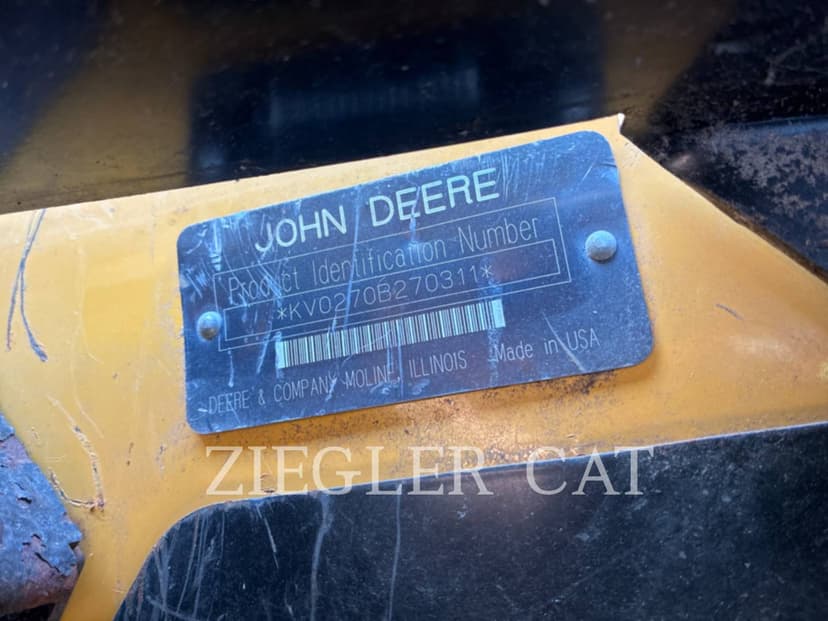 JOHN DEERE
Product Identification Number
*KV0270B270311*
DEERE & COMPANY MOLINE, ILLINOIS Made in USA
ZIEGLER CAT